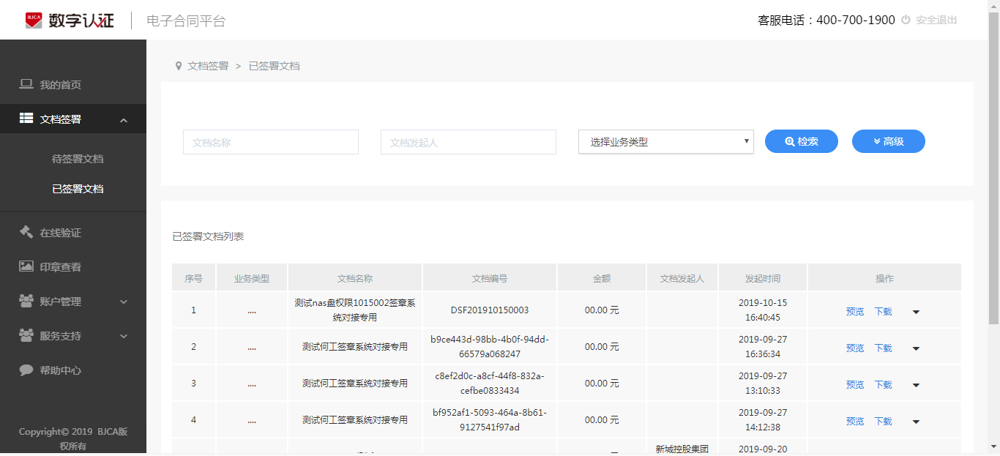 BJCA 数字认证 电子合同平台 客服电话：400-700-1900 安全退出
我的首页
文档签署
待签署文档
已签署文档
在线验证
印章查看
账户管理
服务支持
帮助中心
Copyright© 2019 BJCA版
权所有
文档签署 > 已签署文档
文档名称 文档发起人 选择业务类型 检索 高级
已签署文档列表
序号 业务类型 文档名称 文档编号 金额 文档发起人 发起时间 操作
1 .... 测试nas盘权限1015002签章系
统对接专用 DSF201910150003 00.00 元 2019-10-15
16:40:45 预览 下载
2 .... 测试何工签章系统对接专用 b9ce443d-98bb-4b0f-94dd-
66579a068247 00.00 元 2019-09-27
16:36:34 预览 下载
3 .... 测试何工签章系统对接专用 c8ef2d0c-a8cf-44f8-832a-
cefbe0833434 00.00 元 2019-09-27
13:10:33 预览 下载
4 .... 测试何工签章系统对接专用 bf952af1-5093-464a-8b61-
9127541f97ad 00.00 元 2019-09-27
14:12:38 预览 下载
新城控股集团 2019-09-20